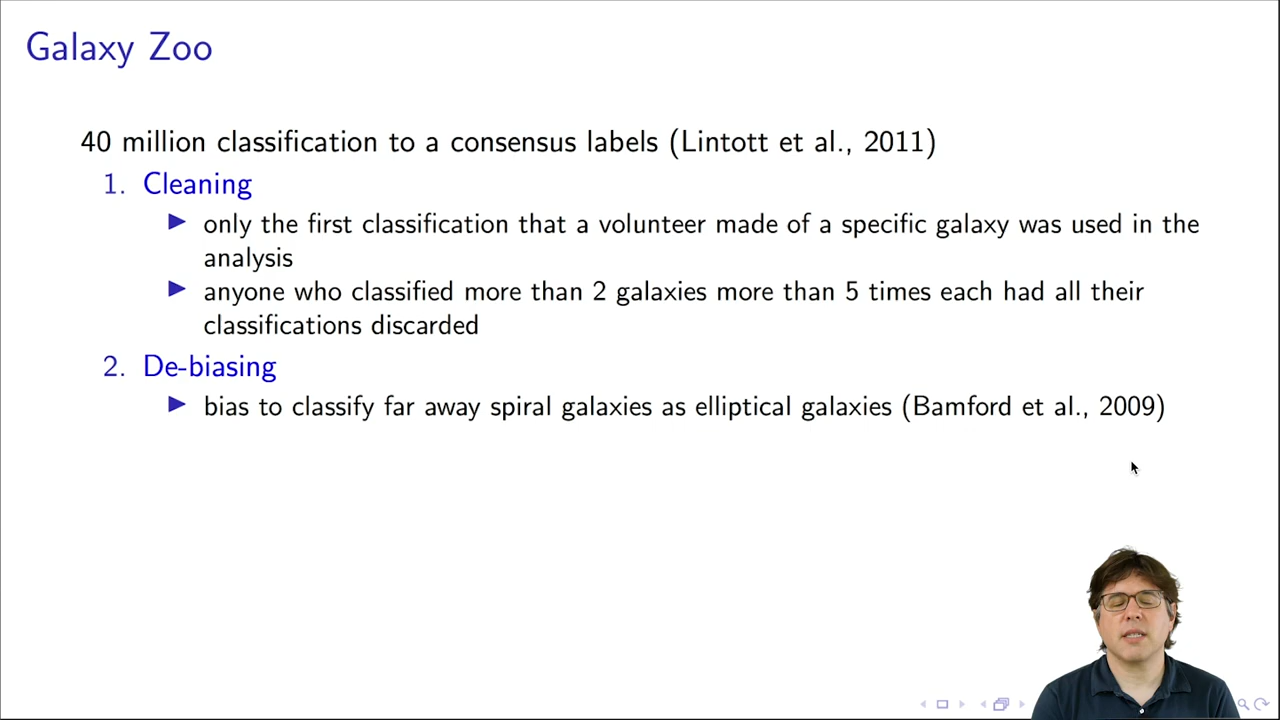 Galaxy Zoo
40 million classification to a consensus labels (Lintott et al., 2011)
1. Cleaning
▶ only the first classification that a volunteer made of a specific galaxy was used in the
analysis
▶ anyone who classified more than 2 galaxies more than 5 times each had all their
classifications discarded
2. De-biasing
▶ bias to classify far away spiral galaxies as elliptical galaxies (Bamford et al., 2009)